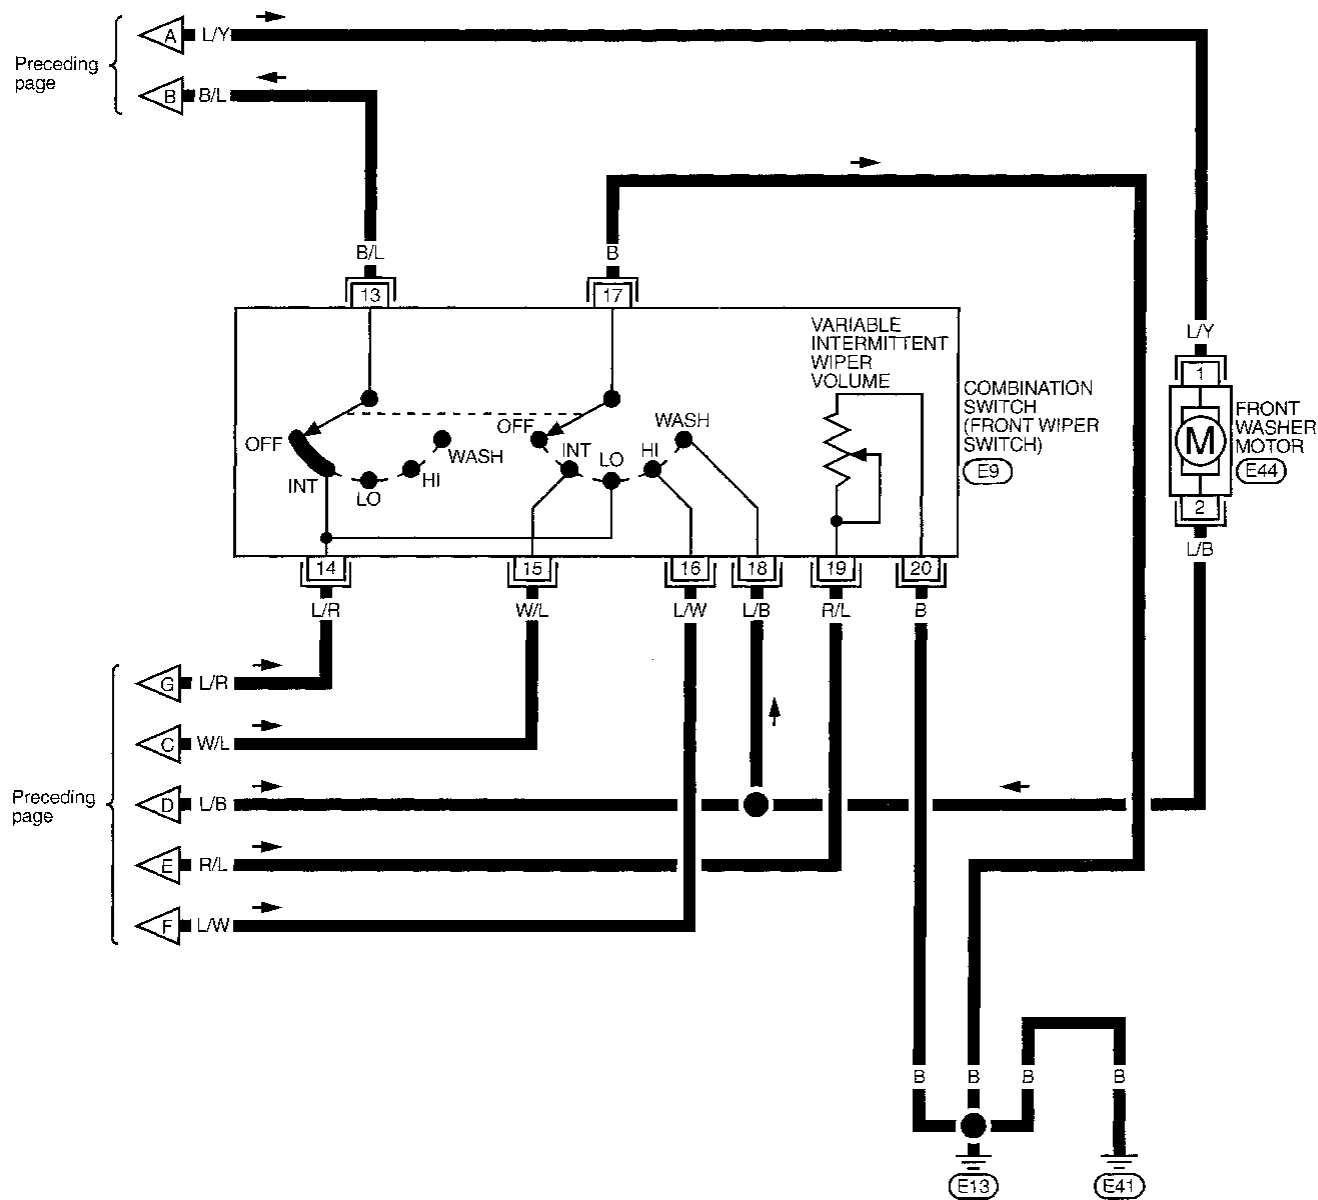 A L/Y
Preceding
page
B B/L
B/L
B
13
17
VARIABLE
INTERMITTENT
WIPER
VOLUME
L/Y
1
COMBINATION
SWITCH
(FRONT WIPER
SWITCH)
E9
FRONT
WASHER
MOTOR
E44
M
2
L/B
OFF
INT
LO
HI
WASH
OFF
INT
LO
HI
WASH
14
15
16
18
19
20
L/R
W/L
L/W
L/B
R/L
B
G L/R
C W/L
Preceding
page
D L/B
E R/L
F L/W
B
B
B
B
E13
E41